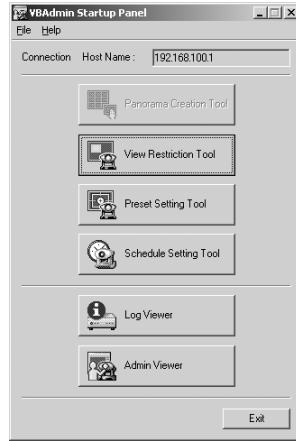 VBAdmin Startup Panel
File Help
Connection Host Name : 192.168.100.1
Panorama Creation Tool
View Restriction Tool
Preset Setting Tool
Schedule Setting Tool
Log Viewer
Admin Viewer
Exit